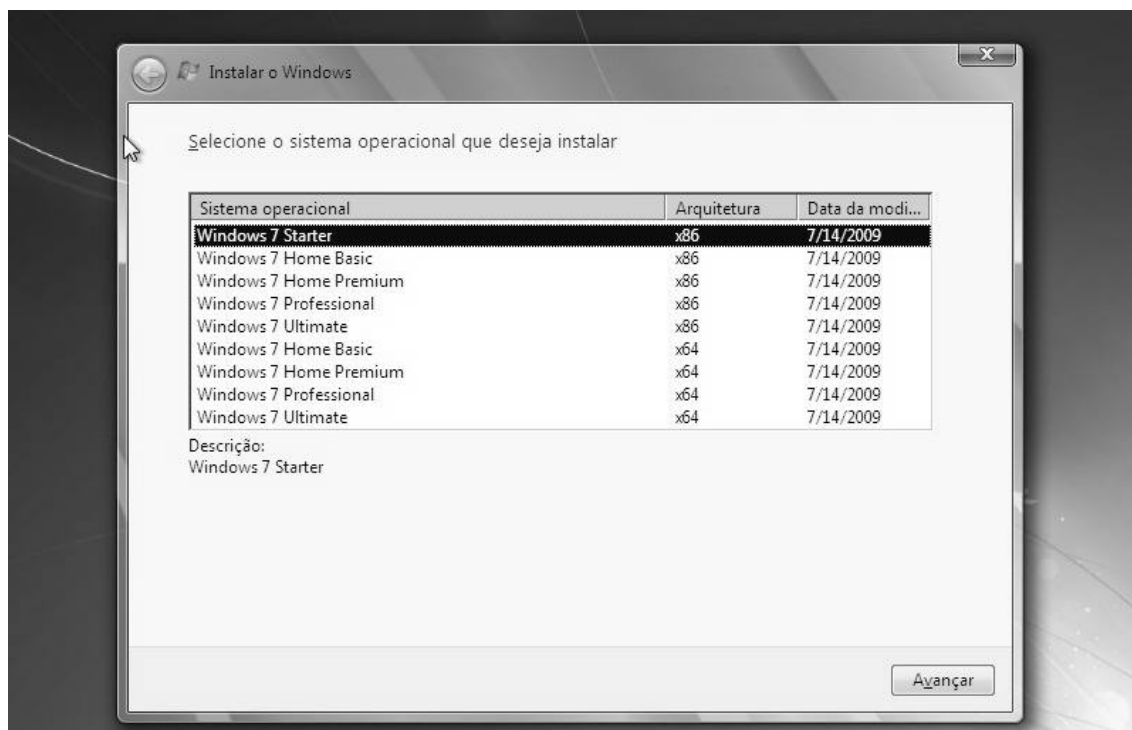 Instalar o Windows
X
Selecione o sistema operacional que deseja instalar
Sistema operacional Arquitetura Data da modi...
Windows 7 Starter x86 7/14/2009
Windows 7 Home Basic x86 7/14/2009
Windows 7 Home Premium x86 7/14/2009
Windows 7 Professional x86 7/14/2009
Windows 7 Ultimate x86 7/14/2009
Windows 7 Home Basic x64 7/14/2009
Windows 7 Home Premium x64 7/14/2009
Windows 7 Professional x64 7/14/2009
Windows 7 Ultimate x64 7/14/2009
Descrição:
Windows 7 Starter
Avançar